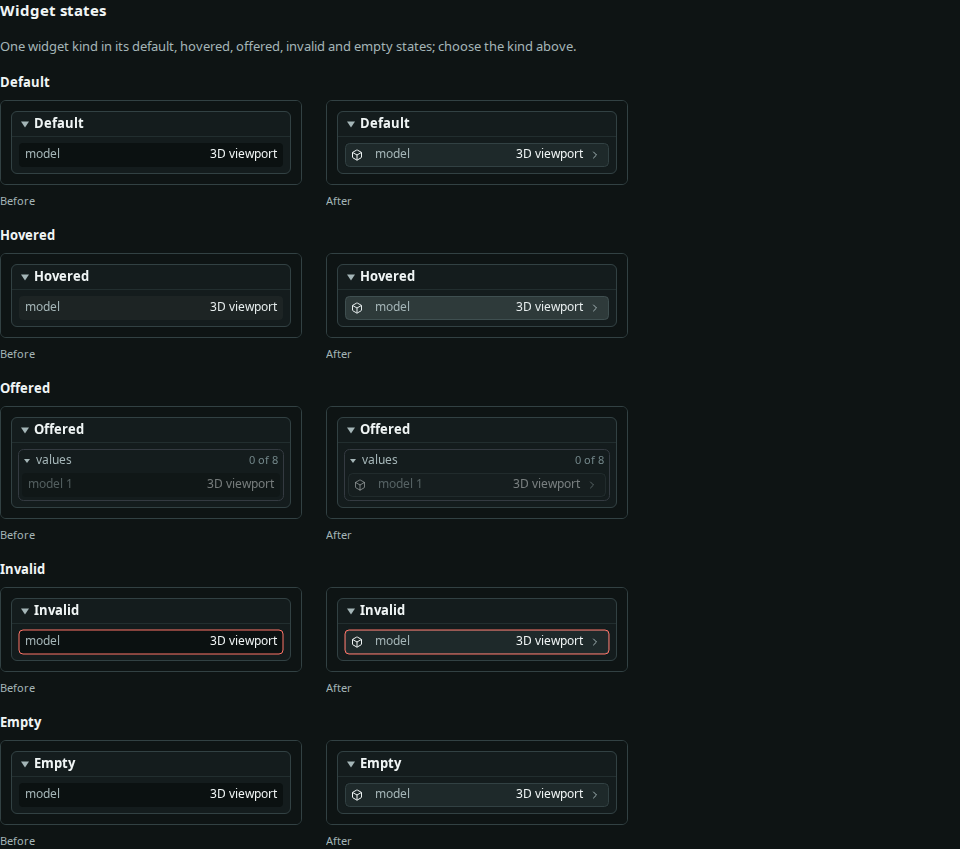 Widget states
One widget kind in its default, hovered, offered, invalid and empty states; choose the kind above.
Default
Default
model 3D viewport
Before
Default
model 3D viewport
After
Hovered
Hovered
model 3D viewport
Before
Hovered
model 3D viewport
After
Offered
Offered
values 0 of 8
model 1 3D viewport
Before
Offered
values 0 of 8
model 1 3D viewport
After
Invalid
Invalid
model 3D viewport
Before
Invalid
model 3D viewport
After
Empty
Empty
model 3D viewport
Before
Empty
model 3D viewport
After